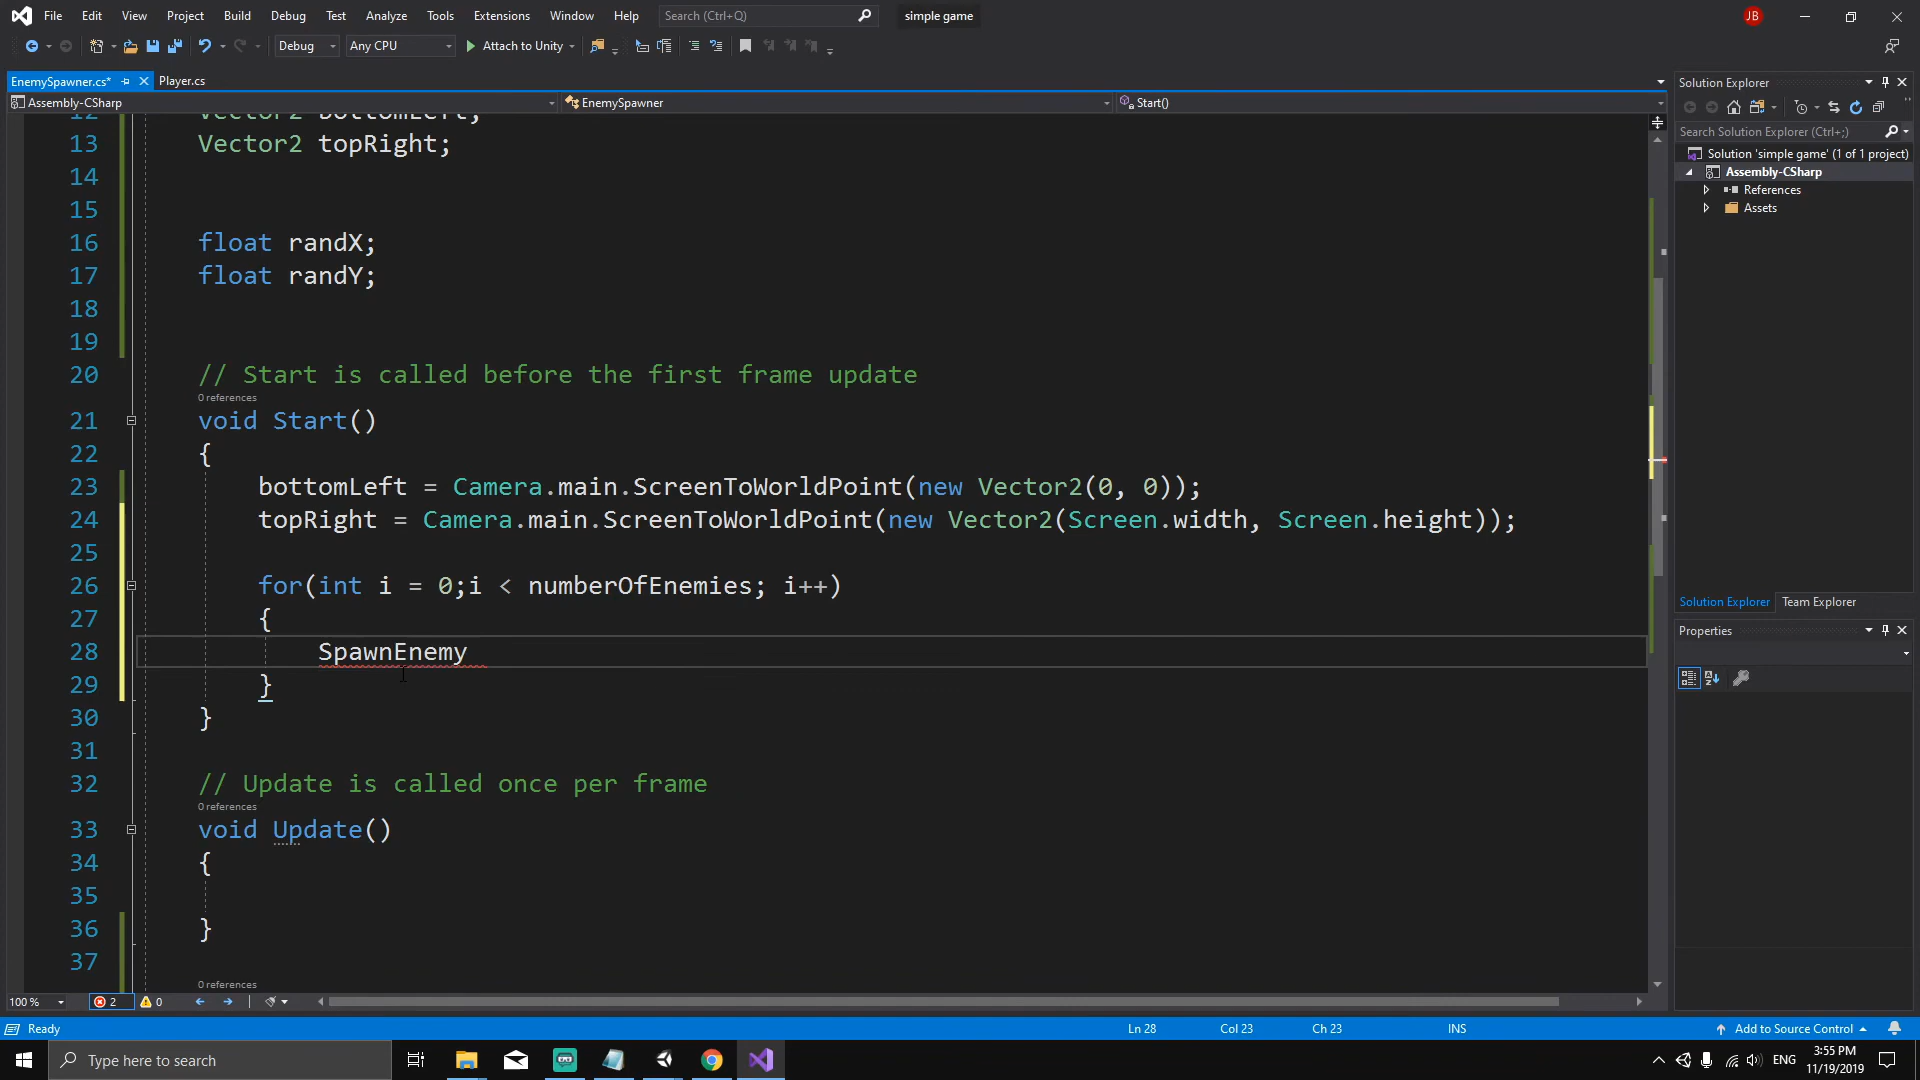 File Edit View Project Build Debug Test Analyze Tools Extensions Window Help Search (Ctrl+Q) simple game JB
Debug Any CPU Attach to Unity
EnemySpawner.cs* Player.cs
Assembly-CSharp EnemySpawner Start()
12 Vector2 bottomLeft;
13 Vector2 topRight;
14
15
16 float randX;
17 float randY;
18
19
20 // Start is called before the first frame update
0 references
21 void Start()
22 {
23 bottomLeft = Camera.main.ScreenToWorldPoint(new Vector2(0, 0));
24 topRight = Camera.main.ScreenToWorldPoint(new Vector2(Screen.width, Screen.height));
25
26 for(int i = 0;i < numberOfEnemies; i++)
27 {
28 SpawnEnemy
29 }
30 }
31
32 // Update is called once per frame
0 references
33 void Update()
34 {
35
36 }
37
0 references
100 % 2 0
Solution Explorer
Search Solution Explorer (Ctrl+;)
Solution 'simple game' (1 of 1 project)
Assembly-CSharp
References
Assets
Solution Explorer Team Explorer
Properties
Ready Ln 28 Col 23 Ch 23 INS Add to Source Control
Type here to search ENG 3:55 PM
11/19/2019